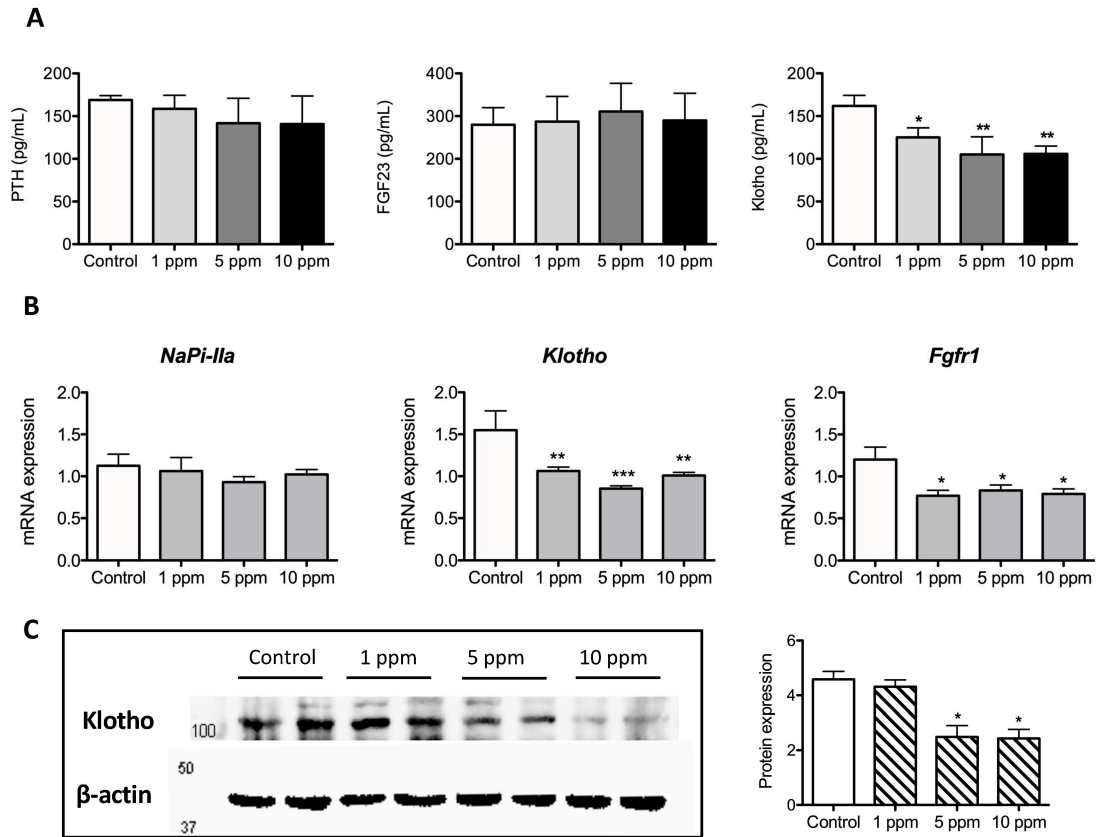 A
PTH (pg/mL)
200
150
100
50
0
Control 1 ppm 5 ppm 10 ppm
FGF23 (pg/mL)
400
300
200
100
0
Control 1 ppm 5 ppm 10 ppm
Klotho (pg/mL)
200
150
100
50
0
* ** **
Control 1 ppm 5 ppm 10 ppm
B
NaPi-IIa
mRNA expression
2.0
1.5
1.0
0.5
0.0
Control 1 ppm 5 ppm 10 ppm
Klotho
mRNA expression
2.0
1.5
1.0
0.5
0.0
** *** **
Control 1 ppm 5 ppm 10 ppm
Fgfr1
mRNA expression
2.0
1.5
1.0
0.5
0.0
* * *
Control 1 ppm 5 ppm 10 ppm
C
Control 1 ppm 5 ppm 10 ppm
Klotho
100
50
β-actin
37
Protein expression
6
4
2
0
* *
Control 1 ppm 5 ppm 10 ppm